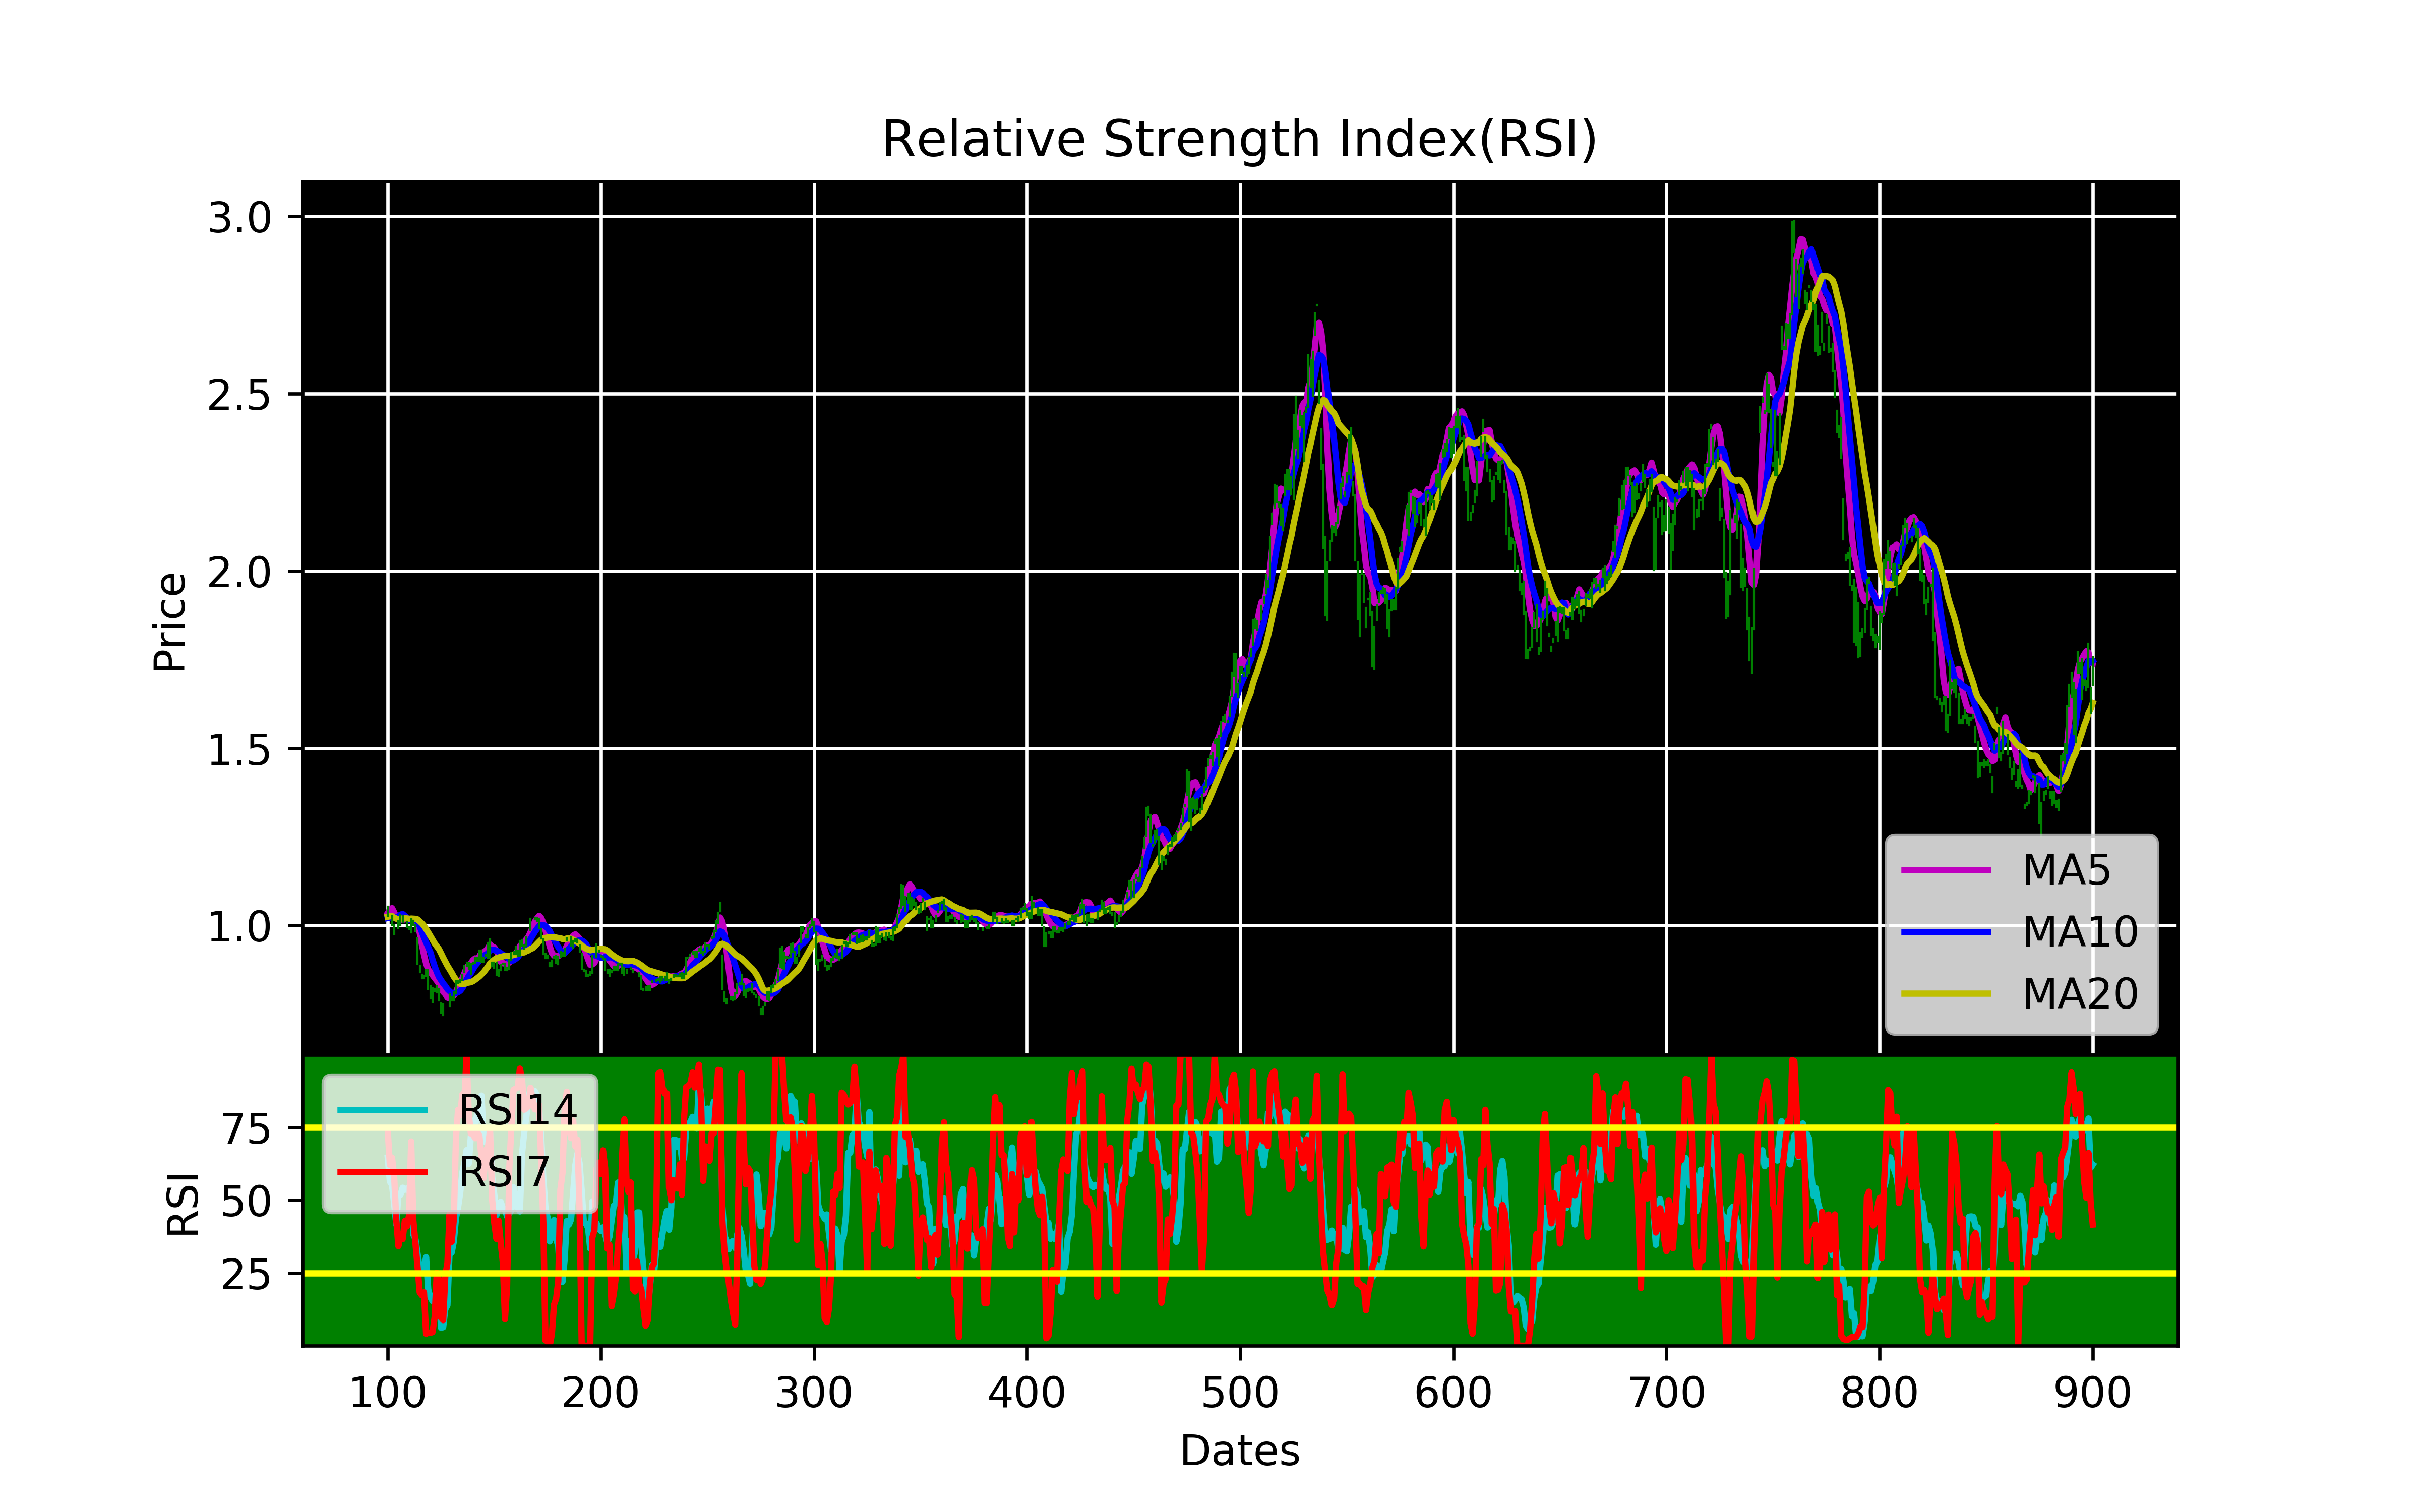 Relative Strength Index(RSI)
3.0
2.5
2.0
1.5
1.0
Price
MA5
MA10
MA20
RSI14
RSI7
75
50
25
RSI
100 200 300 400 500 600 700 800 900
Dates